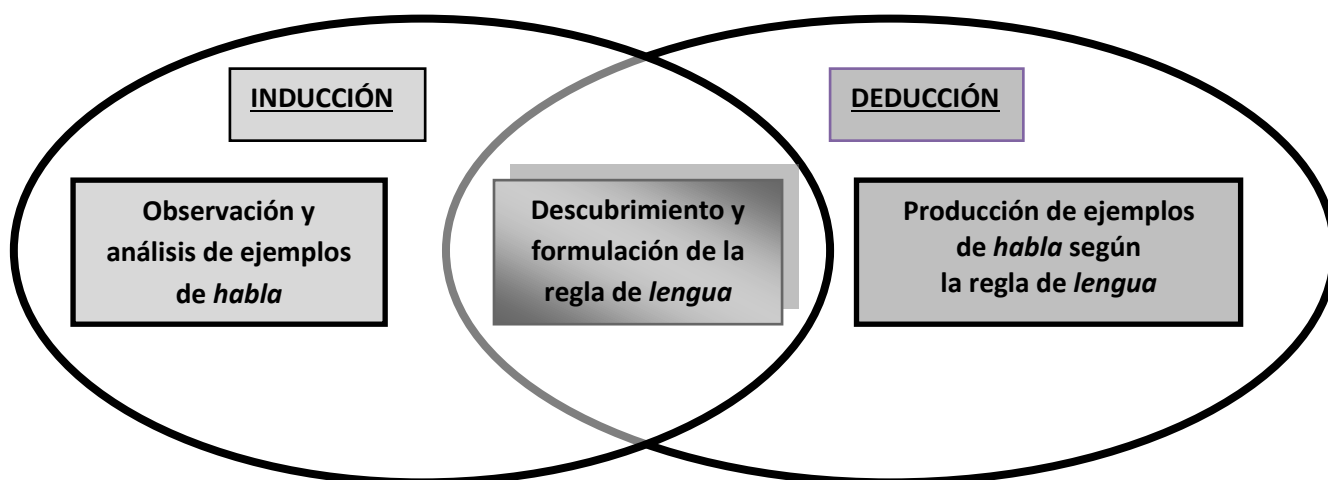 INDUCCIÓN
DEDUCCIÓN
Observación y
análisis de ejemplos
de habla
Descubrimiento y
formulación de la
regla de lengua
Producción de ejemplos
de habla según
la regla de lengua